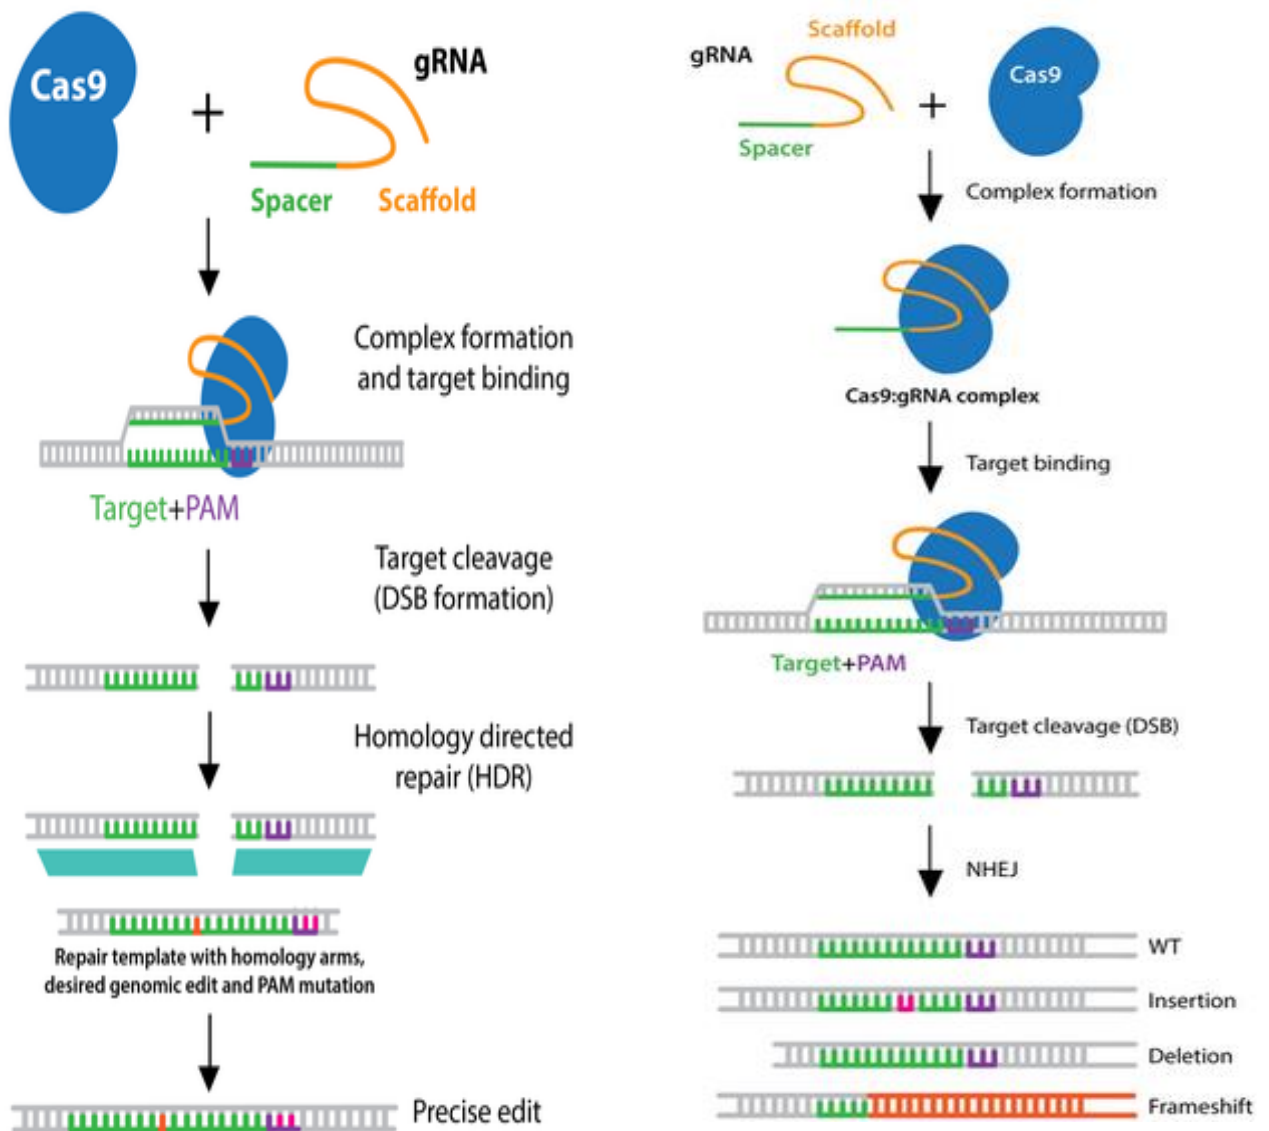 Cas9
+
gRNA
Spacer
Scaffold
Complex formation
and target binding
Target+PAM
Target cleavage
(DSB formation)
Homology directed
repair (HDR)
Repair template with homology arms,
desired genomic edit and PAM mutation
Precise edit
Scaffold
gRNA
+
Cas9
Spacer
Complex formation
Cas9:gRNA complex
Target binding
Target+PAM
Target cleavage (DSB)
NHEJ
WT
Insertion
Deletion
Frameshift